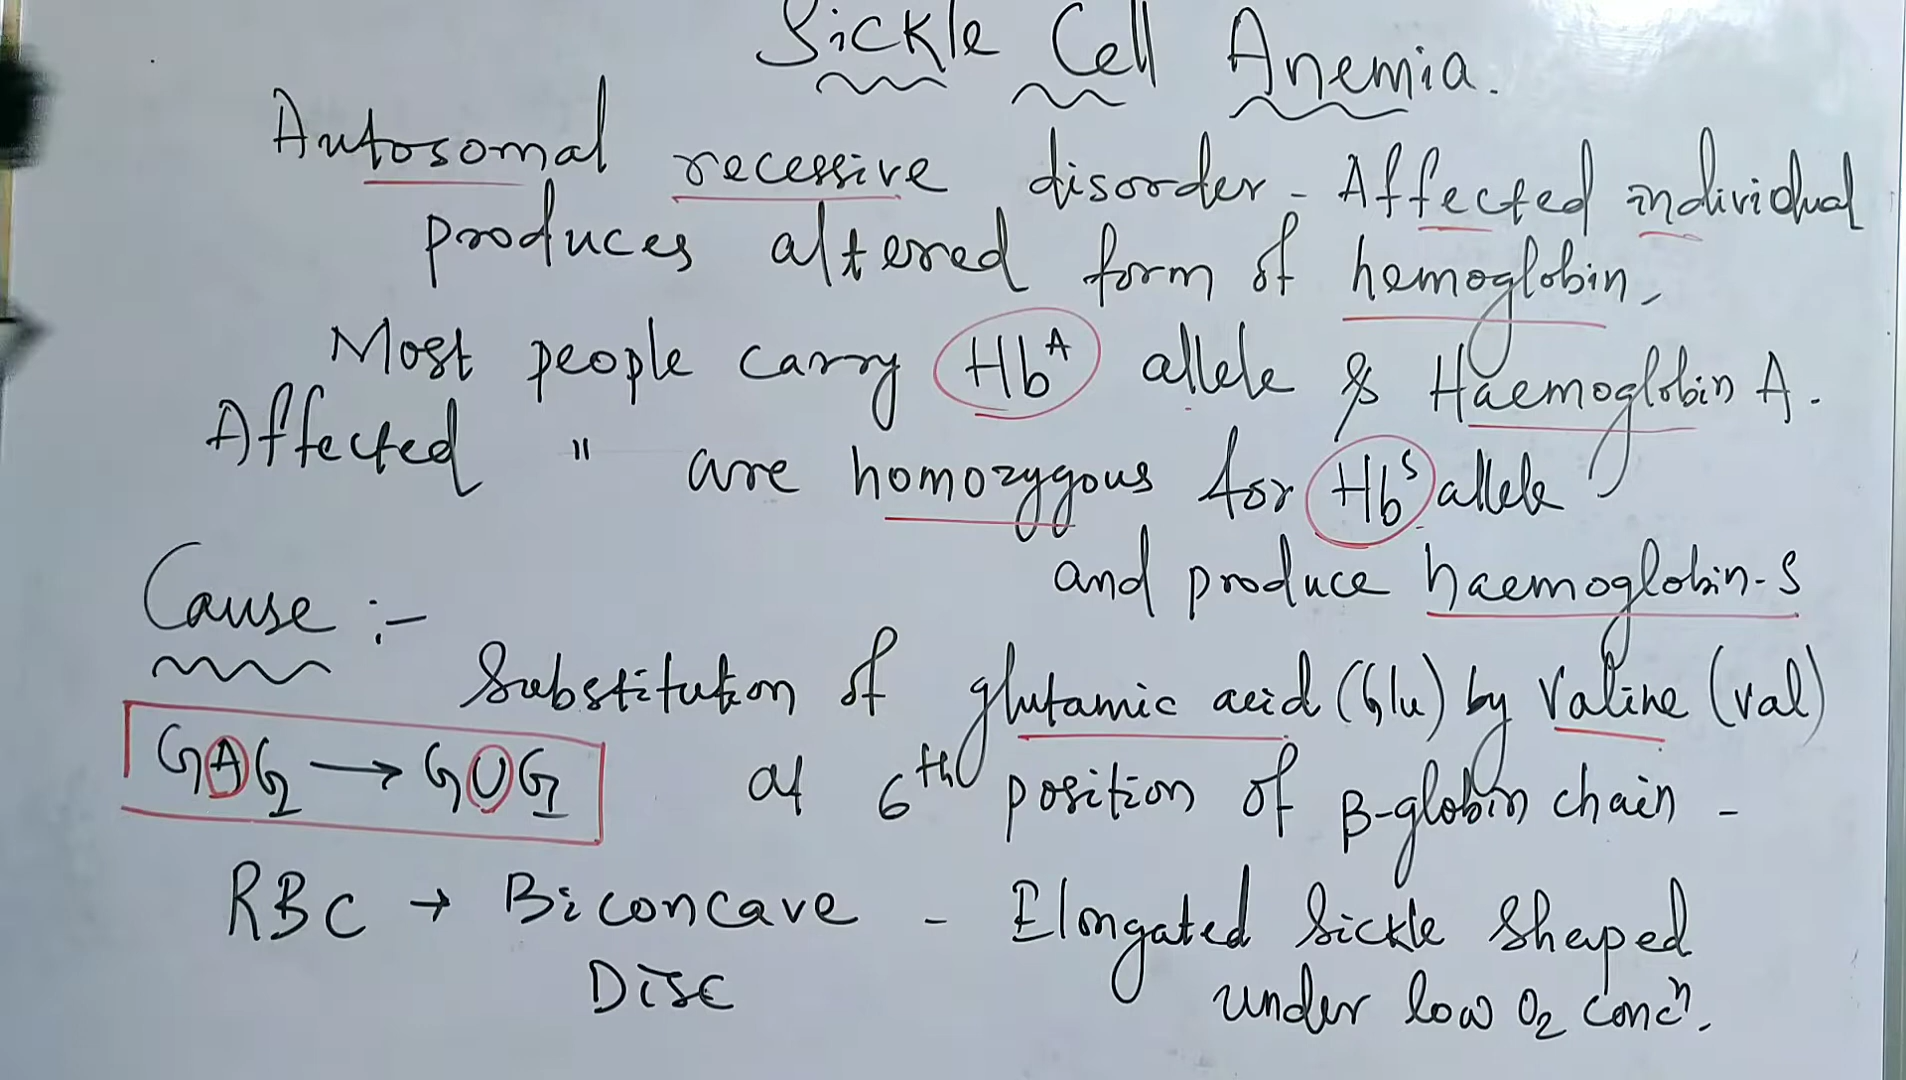 Sickle Cell Anemia.
Autosomal recessive disorder - Affected individual
produces altered form of hemoglobin.
Most people carry Hbᴬ allele & Haemoglobin A.
Affected " are homozygous for Hbˢ allele
and produce haemoglobin-S
Cause :-
Substitution of glutamic acid (Glu) by Valine (val)
GAG → GUG
at 6th position of β-globin chain -
RBC → Biconcave - Elongated Sickle Shaped
Disc
under low O₂ concⁿ.